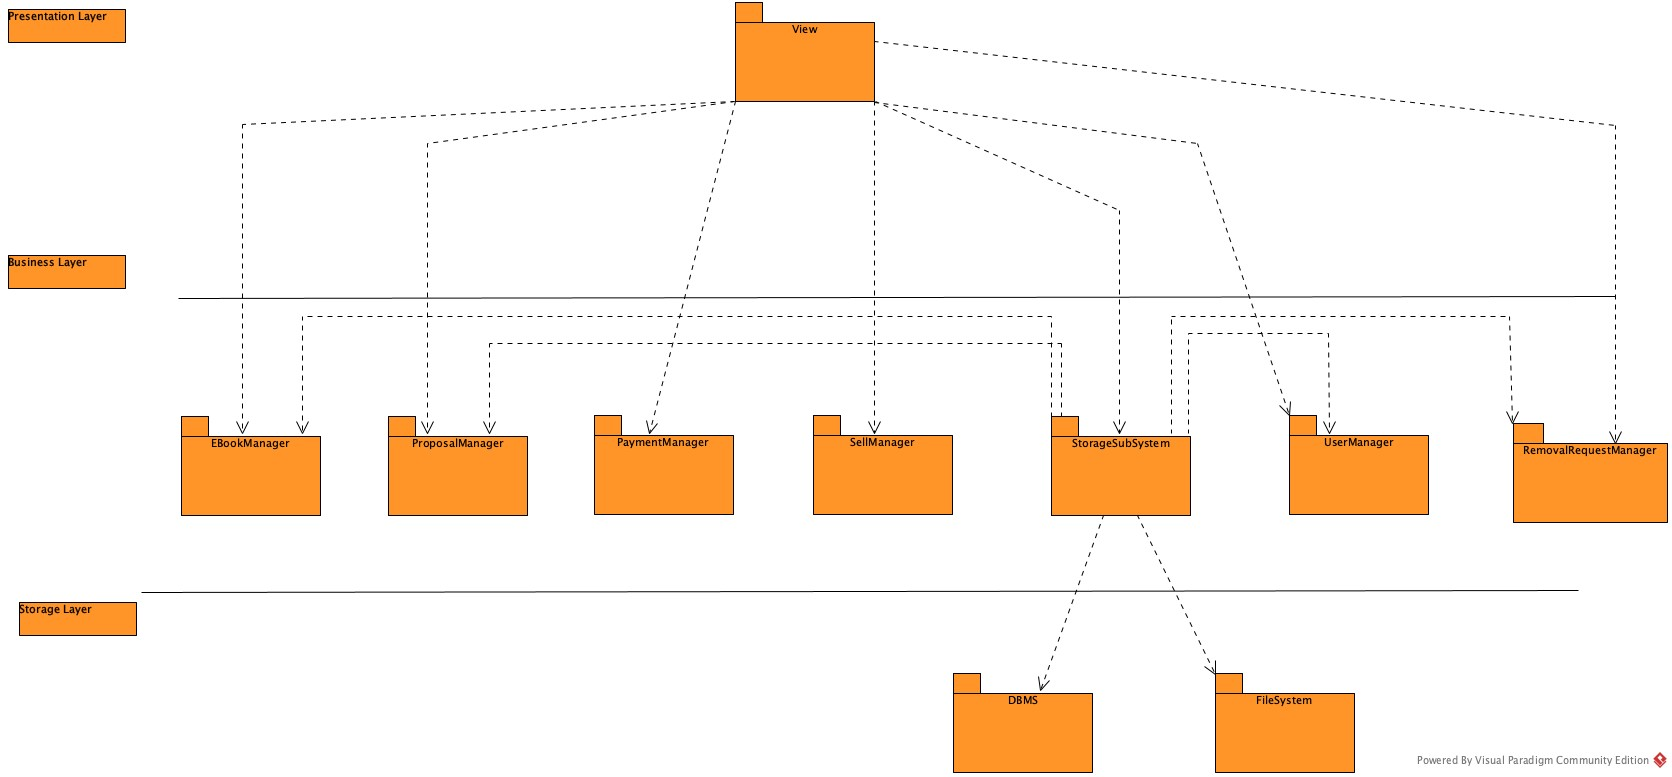 Presentation Layer
View
Business Layer
EBookManager
ProposalManager
PaymentManager
SellManager
StorageSubSystem
UserManager
RemovalRequestManager
Storage Layer
DBMS
FileSystem
Powered By Visual Paradigm Community Edition